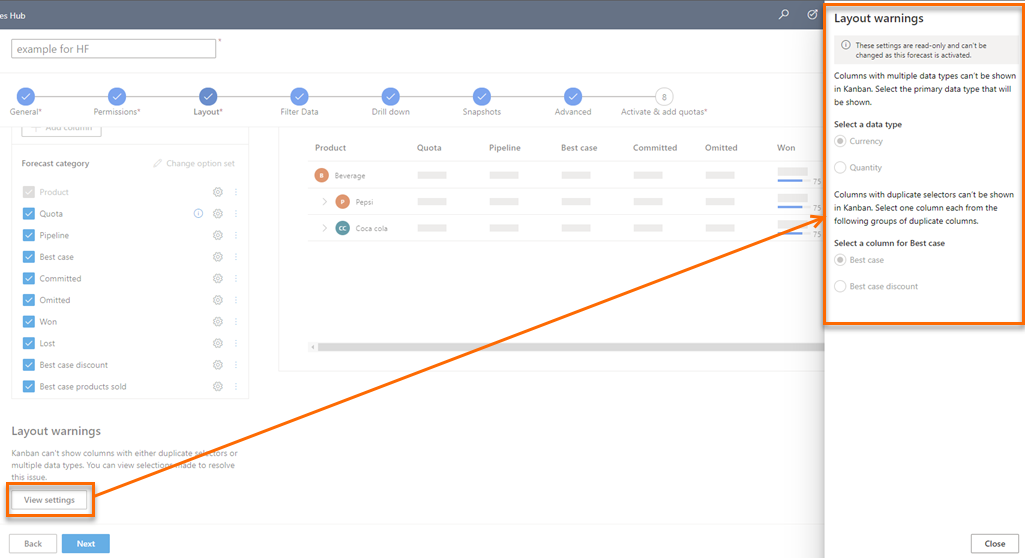 es Hub
example for HF
*
General*
Permissions*
Layout*
Filter Data
Drill down
Snapshots
Advanced
8
Activate & add quotas*
Add column
Forecast category
Change option set
Product
Quota
Pipeline
Best case
Committed
Omitted
Won
Lost
Best case discount
Best case products sold
Product Quota Pipeline Best case Committed Omitted Won
B Beverage 75
P Pepsi 75
CC Coca cola 75
Layout warnings
Kanban can't show columns with either duplicate selectors or
multiple data types. You can view selections made to resolve
this issue.
View settings
Back
Next
Layout warnings
These settings are read-only and can't be
changed as this forecast is activated.
Columns with multiple data types can't be shown
in Kanban. Select the primary data type that will
be shown.
Select a data type
Currency
Quantity
Columns with duplicate selectors can't be shown
in Kanban. Select one column each from the
following groups of duplicate columns.
Select a column for Best case
Best case
Best case discount
Close